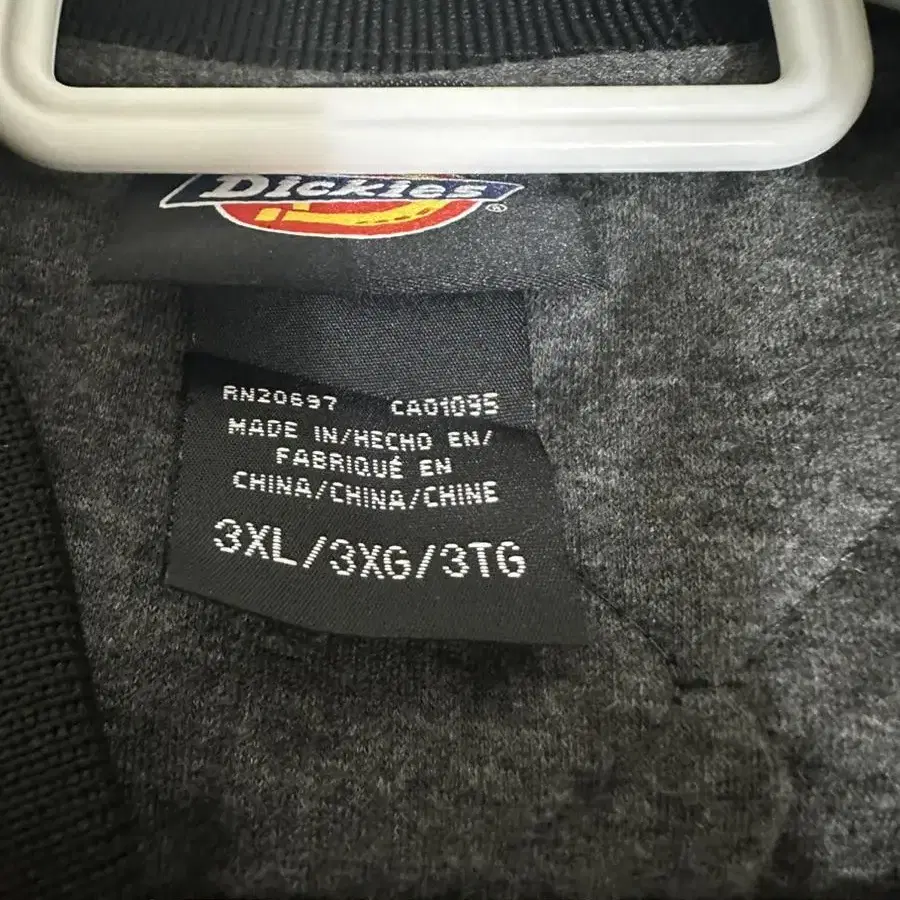 Dickies®
RN20697 CA01095
MADE IN/HECHO EN/
FABRIQUÉ EN
CHINA/CHINA/CHINE
3XL/3XG/3TG